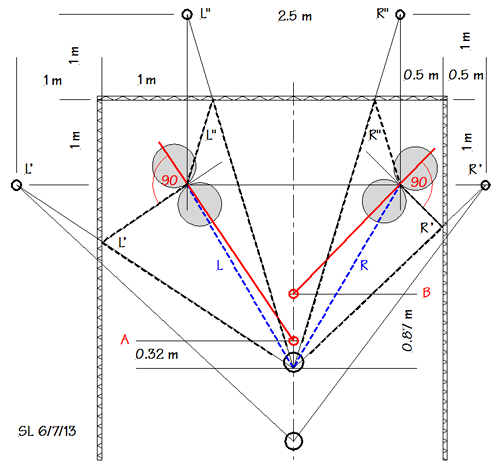 L" R"
2.5 m
1 m 1 m
1 m 1 m 0.5 m 0.5 m
L" R"
1 m 1 m
90 90
L' R'
L' R'
L R
B
A
0.32 m 0.87 m
SL 6/7/13